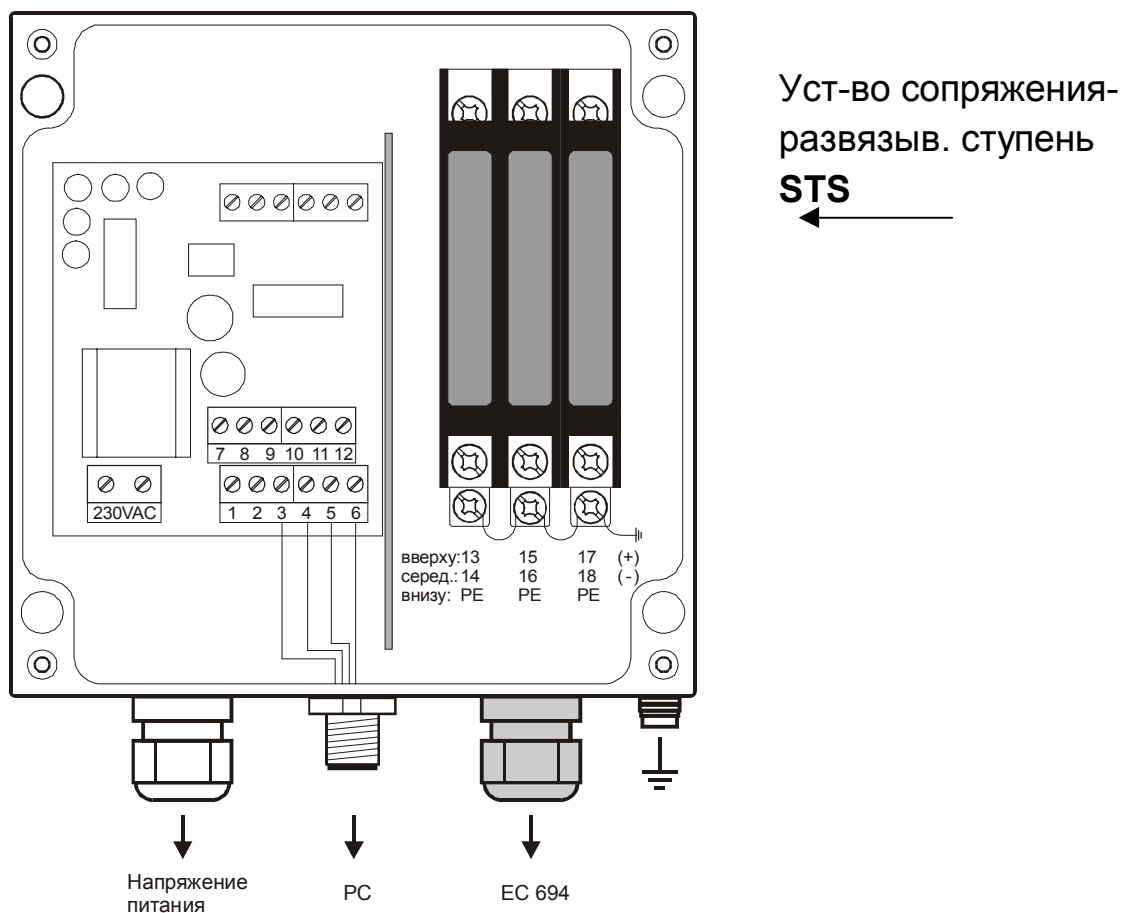 Уст-во сопряжения-
развязыв. ступень
STS
7 8 9 10 11 12
230VAC
1 2 3 4 5 6
вверху:13 15 17 (+)
серед.:14 16 18 (-)
внизу: PE PE PE
Напряжение
питания
PC
EC 694